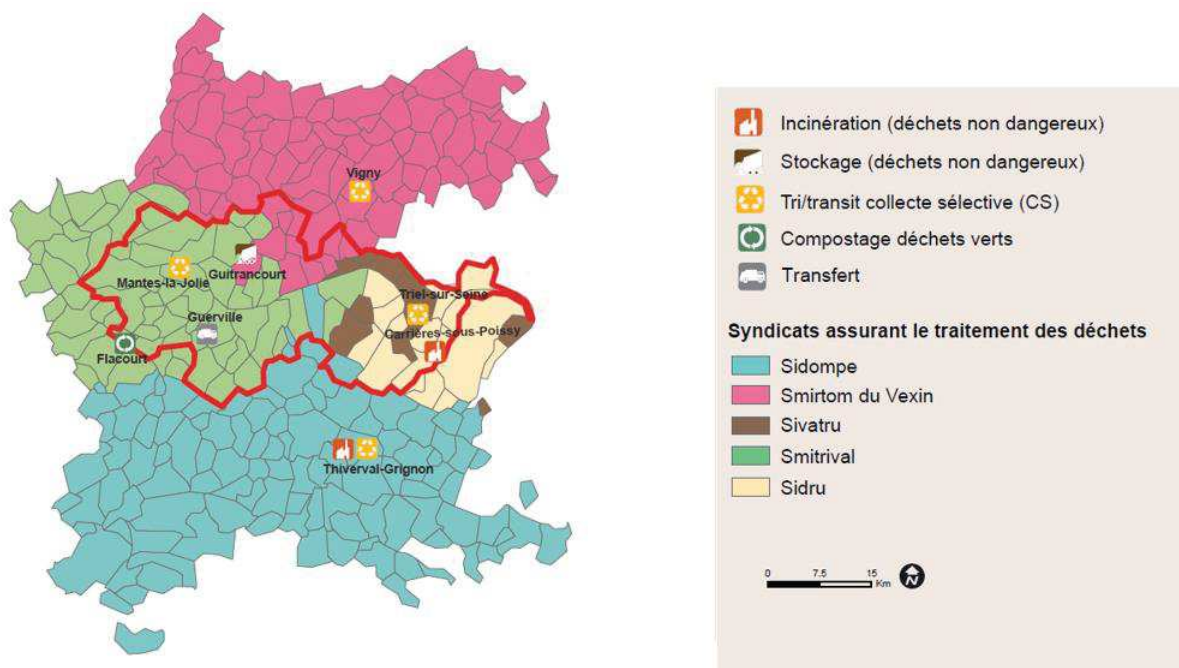 Vigny
Mantes-la-Jolie
Guitrancourt
Guerville
Flacourt
Triel-sur-Seine
Carrières-sous-Poissy
Thiverval-Grignon
Incinération (déchets non dangereux)
Stockage (déchets non dangereux)
Tri/transit collecte sélective (CS)
Compostage déchets verts
Transfert
Syndicats assurant le traitement des déchets
Sidompe
Smirtom du Vexin
Sivatru
Smitrival
Sidru
0 7.5 15
Km
N